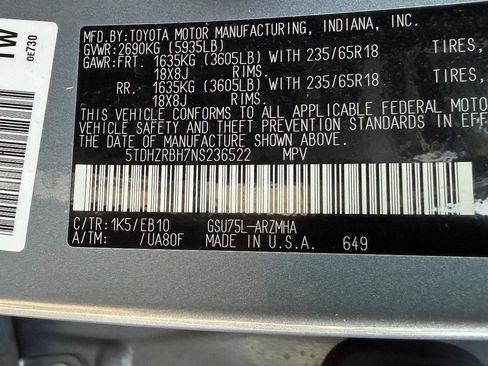 MFD.BY:TOYOTA MOTOR MANUFACTURING, INDIANA, INC.
GVWR:2690KG (5935LB)
GAWR:FRT. 1635KG (3605LB) WITH 235/65R18 TIRES,
18X8J RIMS.
RR. 1635KG (3605LB) WITH 235/65R18 TIRES,
18X8J RIMS.
THIS VEHICLE CONFORMS TO ALL APPLICABLE FEDERAL MOTO
VEHICLE SAFETY AND THEFT PREVENTION STANDARDS IN EFFE
THE DATE OF MANUFACTURE SHOWN ABOVE.
5TDHZRBH7NS236522 MPV
C/TR:1K5/EB10 GSU75L-ARZMHA
A/TM: /UA80F MADE IN U.S.A. 649
0E730